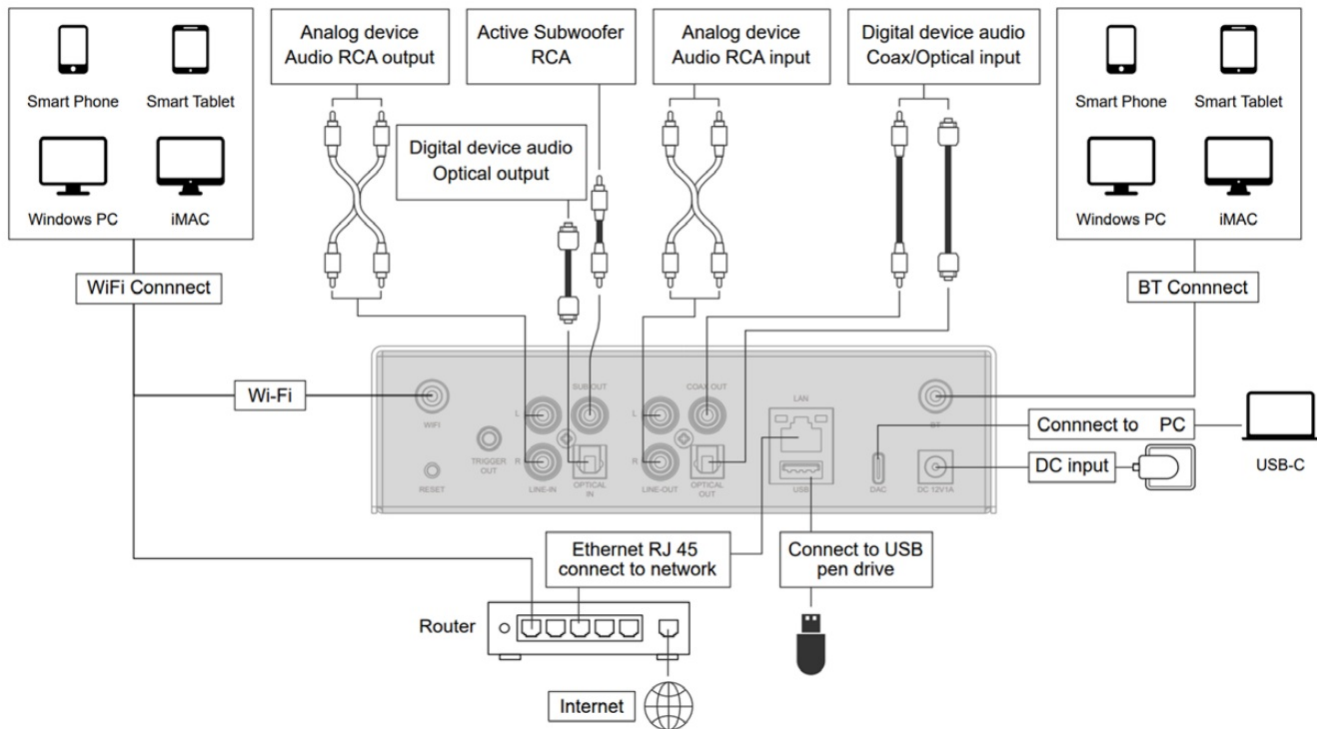 Analog device
Audio RCA output
Active Subwoofer
RCA
Analog device
Audio RCA input
Digital device audio
Coax/Optical input
Smart Phone
Smart Tablet
Windows PC
iMAC
Digital device audio
Optical output
Smart Phone
Smart Tablet
Windows PC
iMAC
WiFi Connnect
BT Connnect
Wi-Fi
WIFI
RESET
TRIGGER
OUT
L
R
LINE-IN
SUB OUT
OPTICAL
IN
L
R
LINE-OUT
COAX OUT
OPTICAL
OUT
LAN
USB
DAC
BT
DC 12V1A
Connnect to PC
DC input
USB-C
Ethernet RJ 45
connect to network
Connect to USB
pen drive
Router
Internet